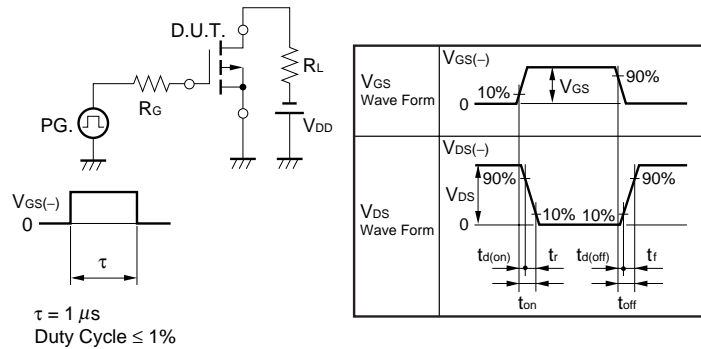 D.U.T.
RL
RG
PG.
VDD
VGS(−)
0
τ
τ = 1 μs
Duty Cycle ≤ 1%
VGS
Wave Form
VGS(−)
10%
VGS
90%
0
VDS
Wave Form
VDS(−)
90%
VDS
10%
10%
90%
0
td(on)
tr
td(off)
tf
ton
toff